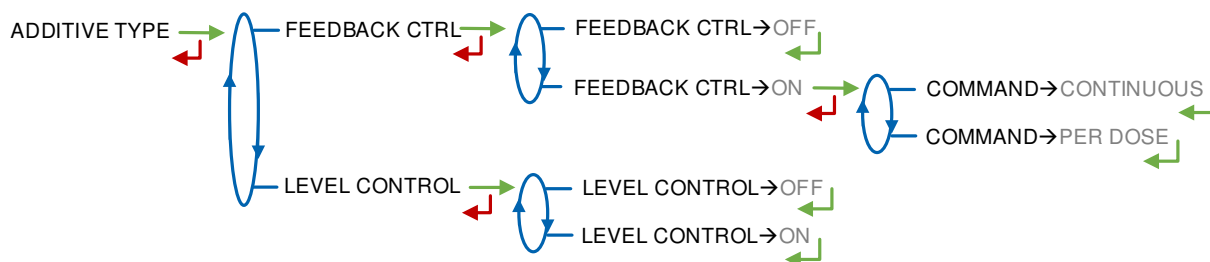 ADDITIVE TYPE
FEEDBACK CTRL
FEEDBACK CTRL→OFF
FEEDBACK CTRL→ON
COMMAND→CONTINUOUS
COMMAND→PER DOSE
LEVEL CONTROL
LEVEL CONTROL→OFF
LEVEL CONTROL→ON